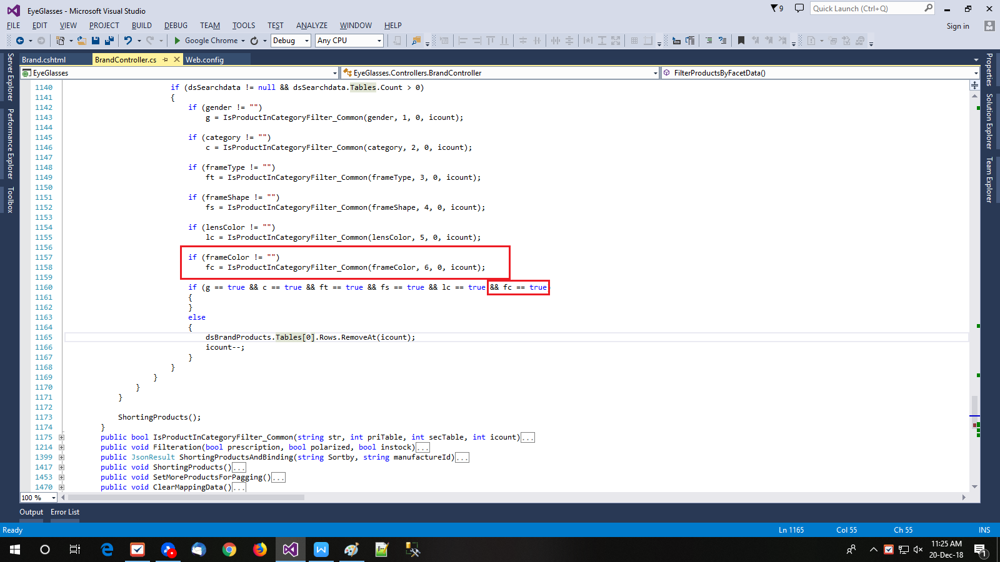 EyeGlasses - Microsoft Visual Studio
9
Quick Launch (Ctrl+Q)
FILE EDIT VIEW PROJECT BUILD DEBUG TEAM TOOLS TEST ANALYZE WINDOW HELP
Sign in
Google Chrome Debug Any CPU
Brand.cshtml BrandController.cs Web.config
EyeGlasses EyeGlasses.Controllers.BrandController FilterProductsByFacetData()
Server Explorer
Performance Explorer
Toolbox
Properties
Solution Explorer
Team Explorer
1140 if (dsSearchdata != null && dsSearchdata.Tables.Count > 0)
1141 {
1142 if (gender != "")
1143 g = IsProductInCategoryFilter_Common(gender, 1, 0, icount);
1144
1145 if (category != "")
1146 c = IsProductInCategoryFilter_Common(category, 2, 0, icount);
1147
1148 if (frameType != "")
1149 ft = IsProductInCategoryFilter_Common(frameType, 3, 0, icount);
1150
1151 if (frameShape != "")
1152 fs = IsProductInCategoryFilter_Common(frameShape, 4, 0, icount);
1153
1154 if (lensColor != "")
1155 lc = IsProductInCategoryFilter_Common(lensColor, 5, 0, icount);
1156
1157 if (frameColor != "")
1158 fc = IsProductInCategoryFilter_Common(frameColor, 6, 0, icount);
1159
1160 if (g == true && c == true && ft == true && fs == true && lc == true && fc == true
1161 {
1162 }
1163 else
1164 {
1165 dsBrandProducts.Tables[0].Rows.RemoveAt(icount);
1166 icount--;
1167 }
1168 }
1169 }
1170 }
1171 }
1172
1173 ShortingProducts();
1174 }
1175 public bool IsProductInCategoryFilter_Common(string str, int priTable, int secTable, int icount)...
1214 public void Filteration(bool prescription, bool polarized, bool instock)...
1399 public JsonResult ShortingProductsAndBinding(string Sortby, string manufactureId)...
1417 public void ShortingProducts()...
1453 public void SetMoreProductsForPagging()...
1470 public void ClearMappingData()...
100 %
Output Error List
Ready Ln 1165 Col 55 Ch 55 INS
11:25 AM
20-Dec-18
1